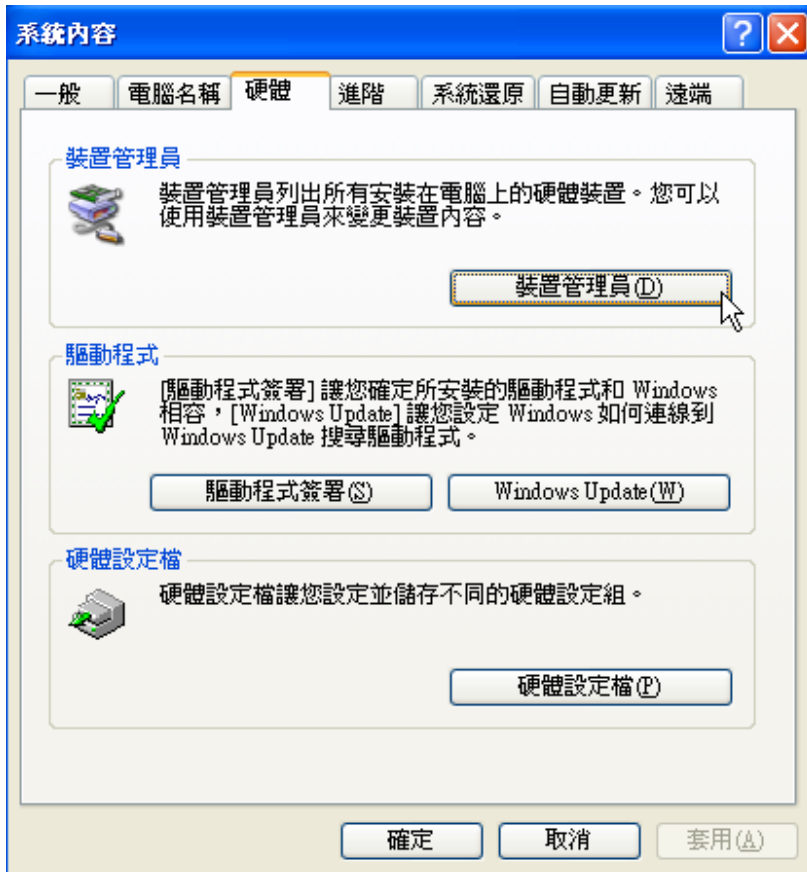 系統內容
一般 電腦名稱 硬體 進階 系統還原 自動更新 遠端
裝置管理員
裝置管理員列出所有安裝在電腦上的硬體裝置。您可以
使用裝置管理員來變更裝置內容。
裝置管理員(D)
驅動程式
[驅動程式簽署] 讓您確定所安裝的驅動程式和 Windows
相容，[Windows Update] 讓您設定 Windows 如何連線到
Windows Update 搜尋驅動程式。
驅動程式簽署(S) Windows Update(W)
硬體設定檔
硬體設定檔讓您設定並儲存不同的硬體設定組。
硬體設定檔(P)
確定 取消 套用(A)